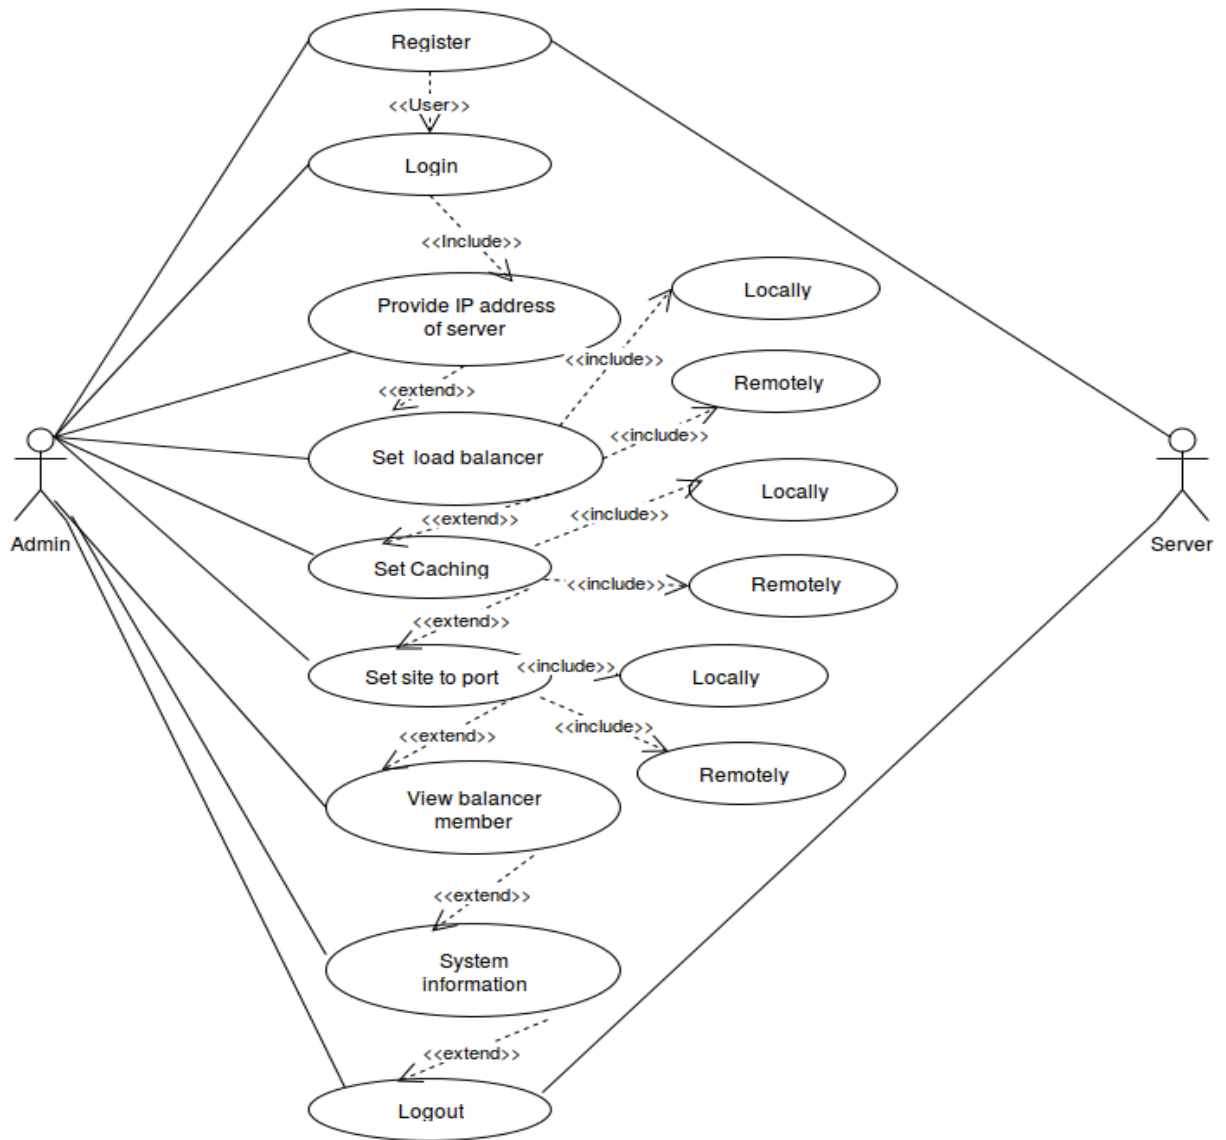 Register
<<User>>
Login
<<Include>>
Provide IP address
of server
Locally
<<include>>
Remotely
<<extend>>
<<include>>
Set  load balancer
Locally
<<include>>
<<extend>>
Admin
Server
Set Caching
<<include>>
Remotely
<<extend>>
<<include>>
Set site to port
Locally
<<include>>
<<extend>>
Remotely
View balancer
member
<<extend>>
System
information
<<extend>>
Logout